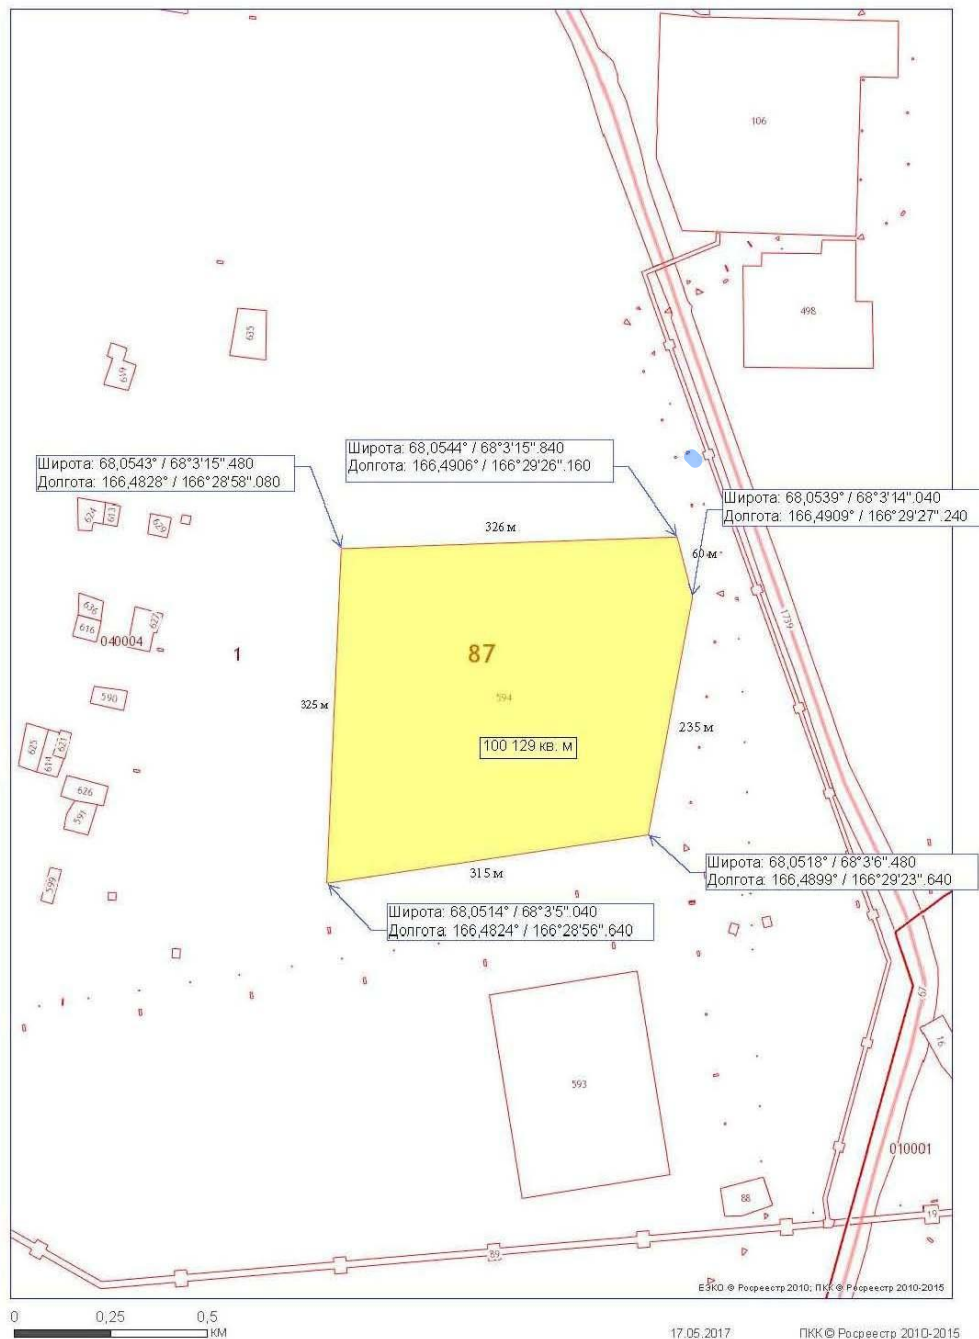 106
498
635
649
Широта: 68,0543° / 68°3'15".480
Долгота: 166,4828° / 166°28'58".080
Широта: 68,0544° / 68°3'15".840
Долгота: 166,4906° / 166°29'26".160
Широта: 68,0539° / 68°3'14".040
Долгота: 166,4909° / 166°29'27".240
624
613
629
326 м
60 м
636
616
627
040004
1
87
1739
594
590
325 м
235 м
100 129 кв. м
625
614
621
626
591
599
315 м
Широта: 68,0518° / 68°3'6".480
Долгота: 166,4899° / 166°29'23".640
Широта: 68,0514° / 68°3'5".040
Долгота: 166,4824° / 166°28'56".640
67
16
593
010001
88
19
89
ЕЭКО © Росреестр 2010; ПКК © Росреестр 2010-2015
0 0,25 0,5
КМ
17.05.2017 ПКК © Росреестр 2010-2015